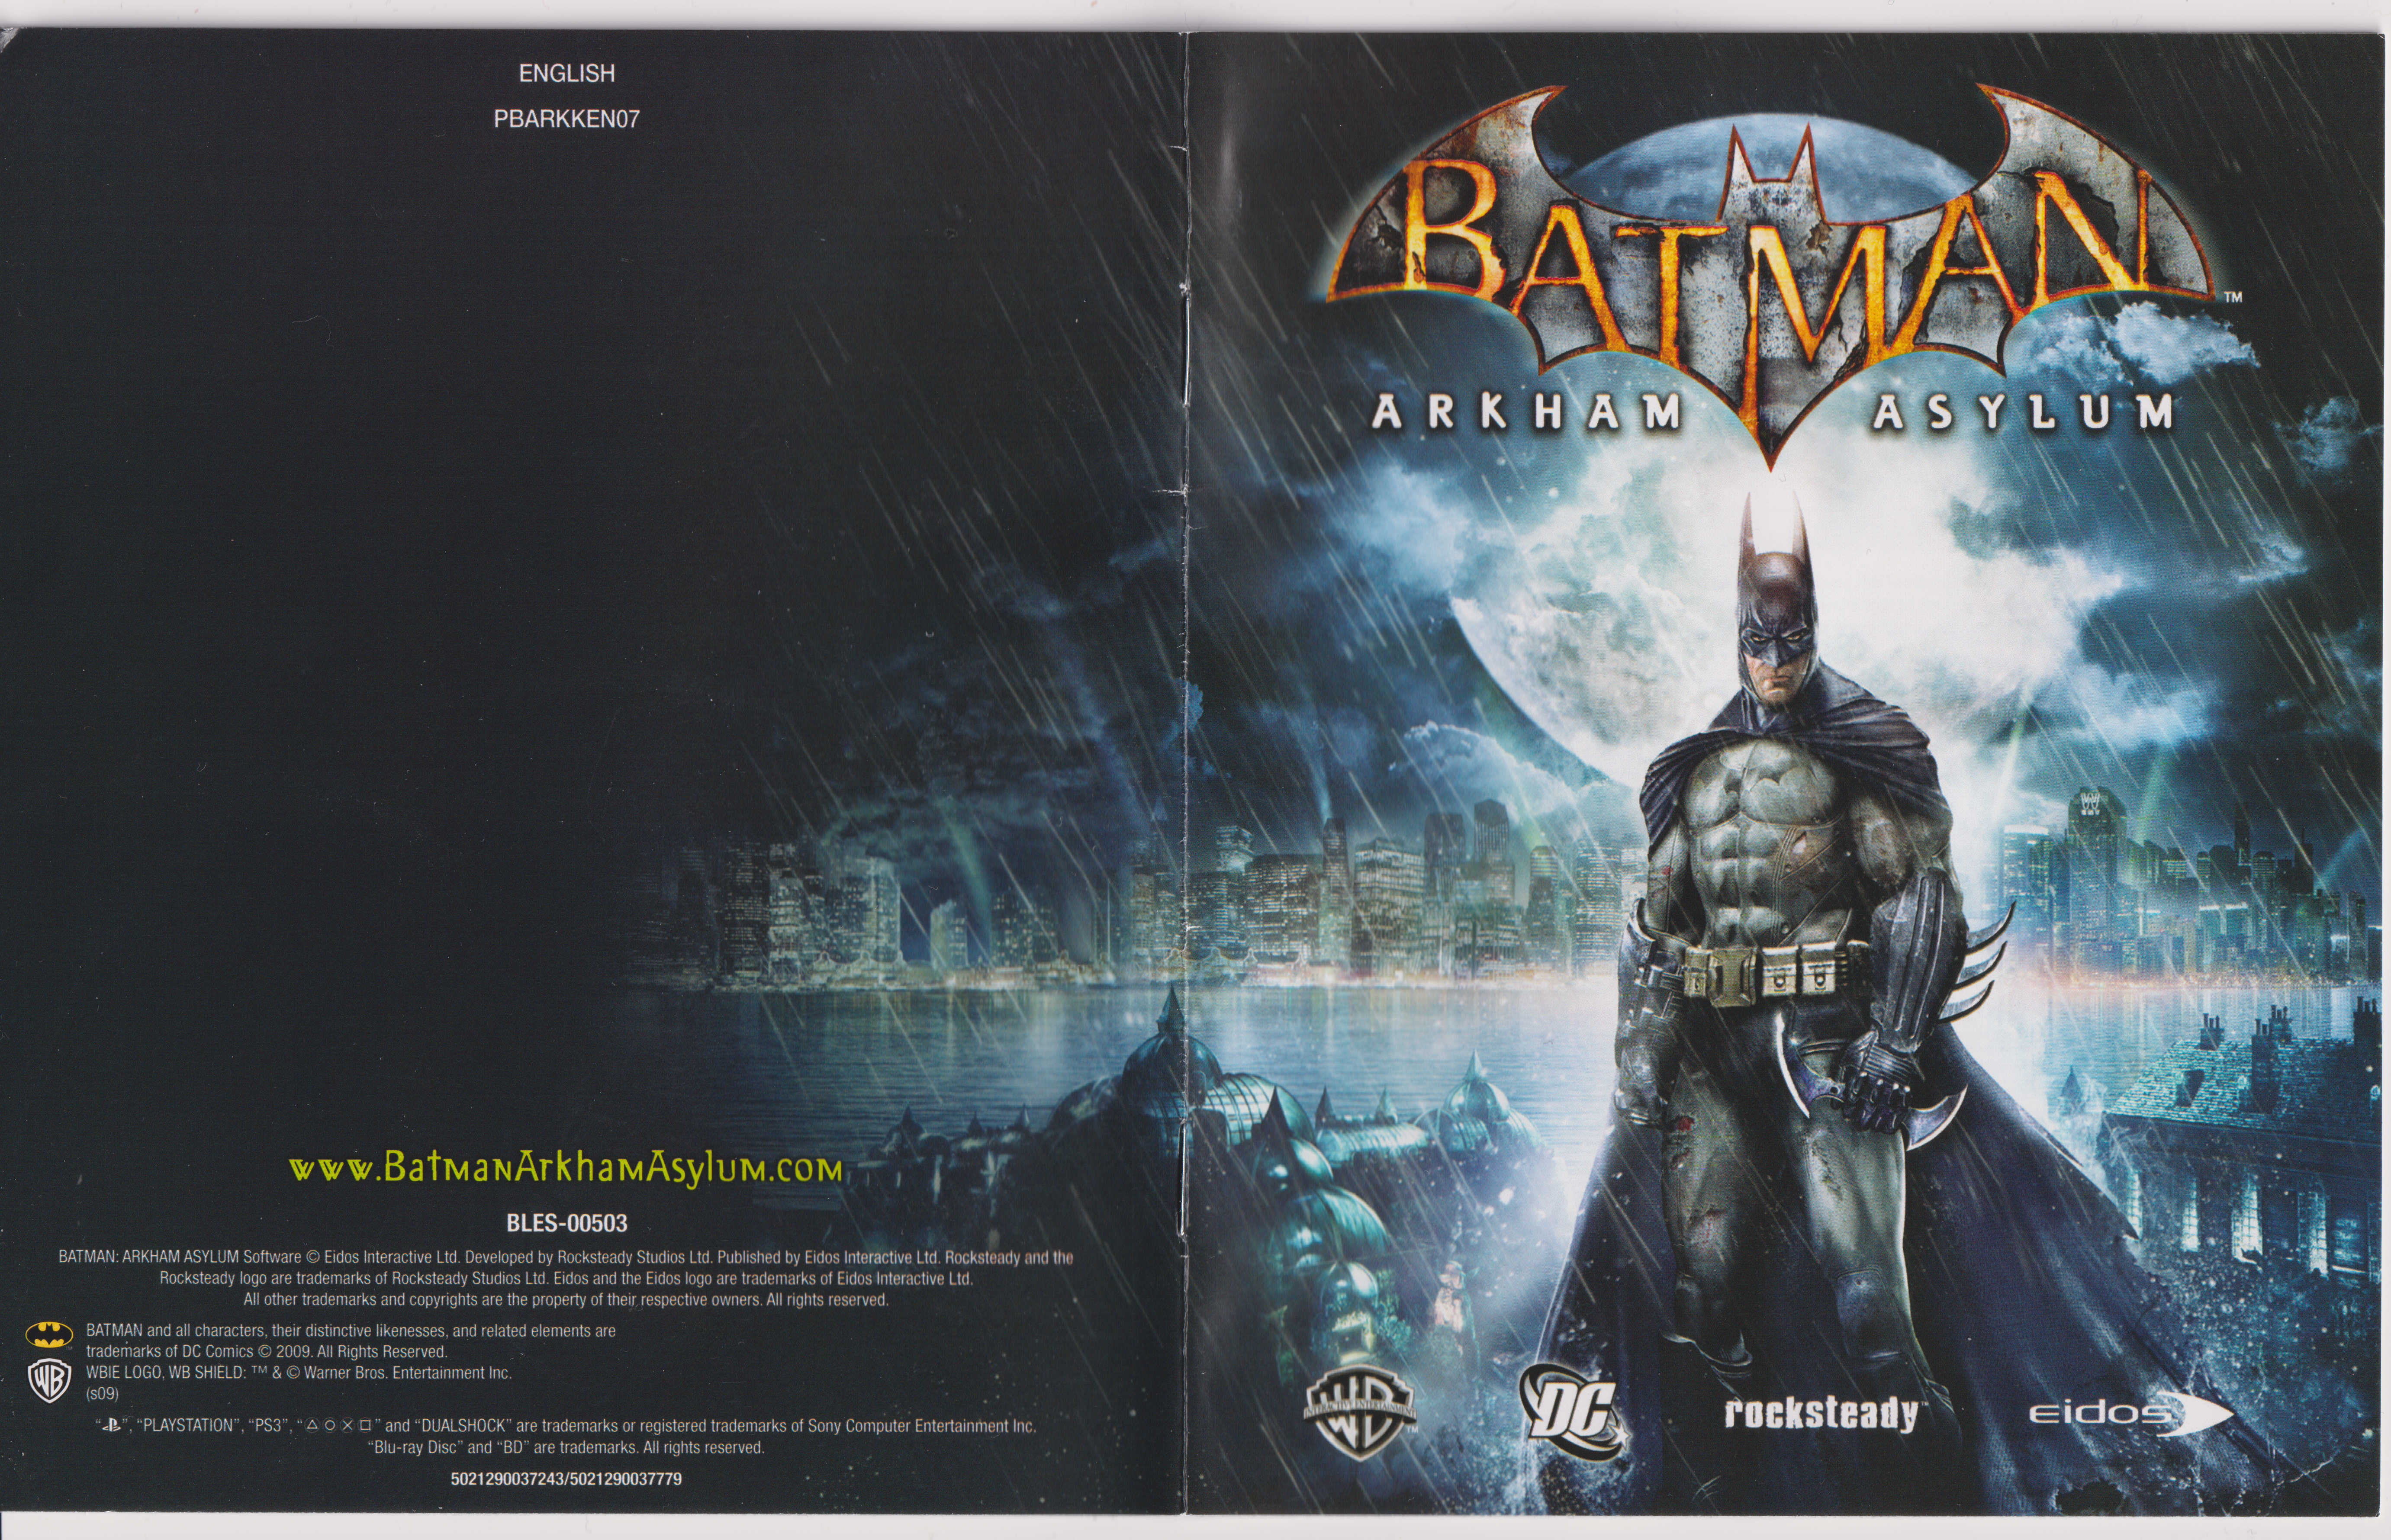 ENGLISH
PBARKKEN07
www.BatmanArkhamAsylum.com
BLES-00503
BATMAN: ARKHAM ASYLUM Software © Eidos Interactive Ltd. Developed by Rocksteady Studios Ltd. Published by Eidos Interactive Ltd. Rocksteady and the
Rocksteady logo are trademarks of Rocksteady Studios Ltd. Eidos and the Eidos logo are trademarks of Eidos Interactive Ltd.
All other trademarks and copyrights are the property of their respective owners. All rights reserved.
BATMAN and all characters, their distinctive likenesses, and related elements are
trademarks of DC Comics © 2009. All Rights Reserved.
WB
WBIE LOGO, WB SHIELD: ™ & © Warner Bros. Entertainment Inc.
(s09)
“ ”, “PLAYSTATION”, “PS3”, “△○✕□” and “DUALSHOCK” are trademarks or registered trademarks of Sony Computer Entertainment Inc.
“Blu-ray Disc” and “BD” are trademarks. All rights reserved.
5021290037243/5021290037779
BATMAN™
ARKHAM ASYLUM
W
WB INTERACTIVE ENTERTAINMENT ™
DC
rocksteady™
eidos